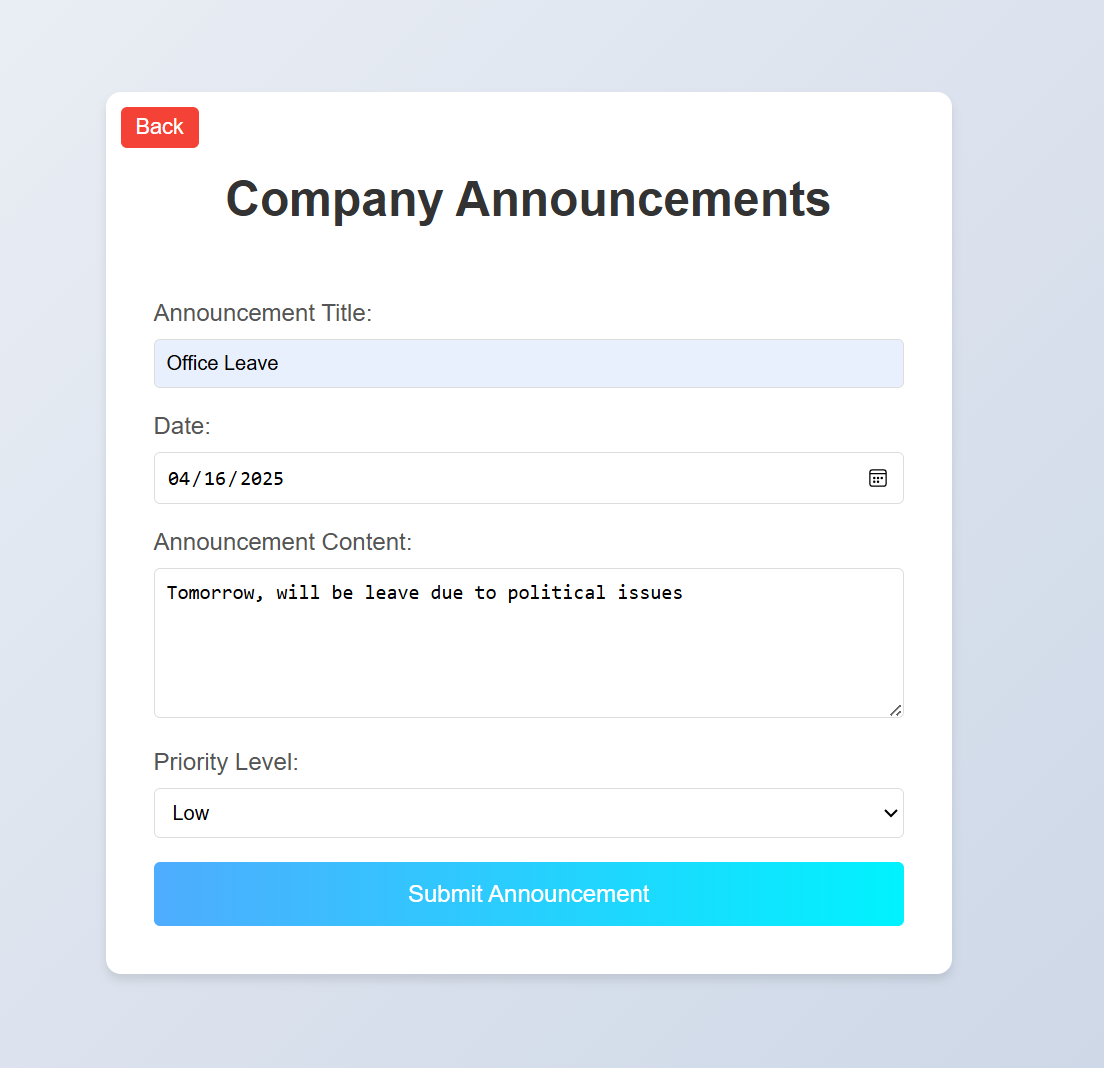 Back
Company Announcements
Announcement Title:
Office Leave
Date:
04/16/2025
Announcement Content:
Tomorrow, will be leave due to political issues
Priority Level:
Low
Submit Announcement